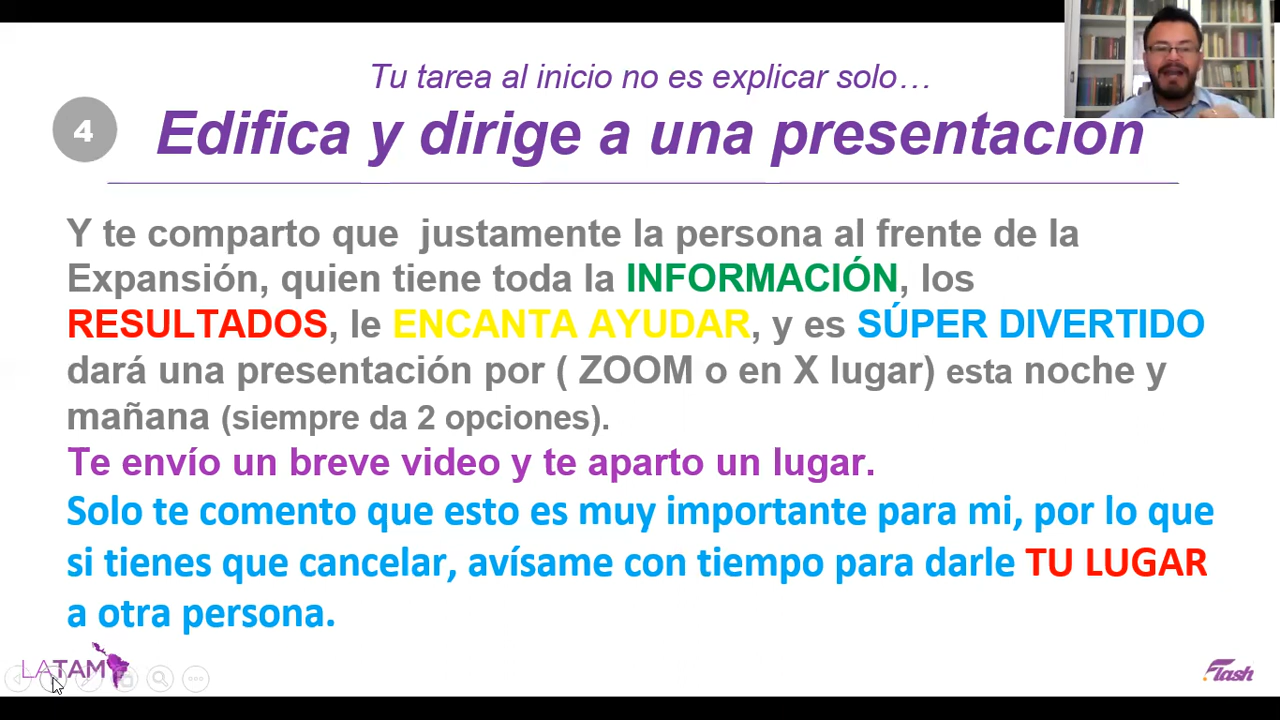 Tu tarea al inicio no es explicar solo…
4
Edifica y dirige a una presentación
Y te comparto que justamente la persona al frente de la
Expansión, quien tiene toda la INFORMACIÓN, los
RESULTADOS, le ENCANTA AYUDAR, y es SÚPER DIVERTIDO
dará una presentación por ( ZOOM o en X lugar) esta noche y
mañana (siempre da 2 opciones).
Te envío un breve video y te aparto un lugar.
Solo te comento que esto es muy importante para mi, por lo que
si tienes que cancelar, avísame con tiempo para darle TU LUGAR
a otra persona.
LATAM
Flash